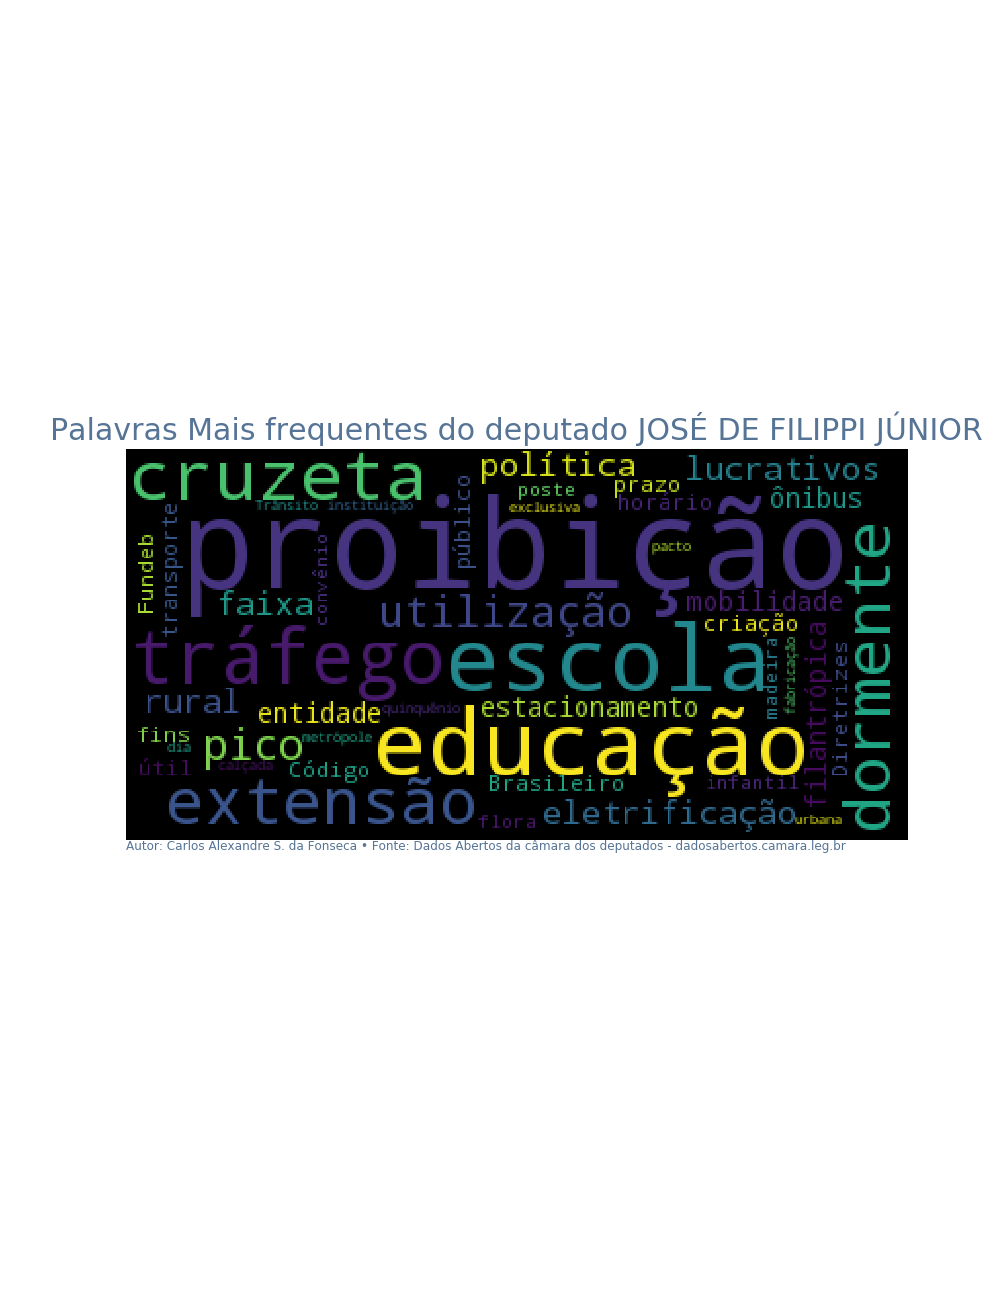 Palavras Mais frequentes do deputado JOSÉ DE FILIPPI JÚNIOR
cruzeta
política
lucrativos
poste
prazo
ônibus
exclusiva
horário
Trânsito
instituição
público
proibição
pacto
Fundeb
transporte
convênio
faixa
utilização
mobilidade
criação
dormente
tráfego
escola
madeira
fabricação
filantrópica
Diretrizes
rural
entidade
quinquênio
estacionamento
fins
dia
pico
metrópole
educação
útil
calçada
Código
Brasileiro
infantil
extensão
flora
eletrificação
urbana
Autor: Carlos Alexandre S. da Fonseca • Fonte: Dados Abertos da câmara dos deputados - dadosabertos.camara.leg.br